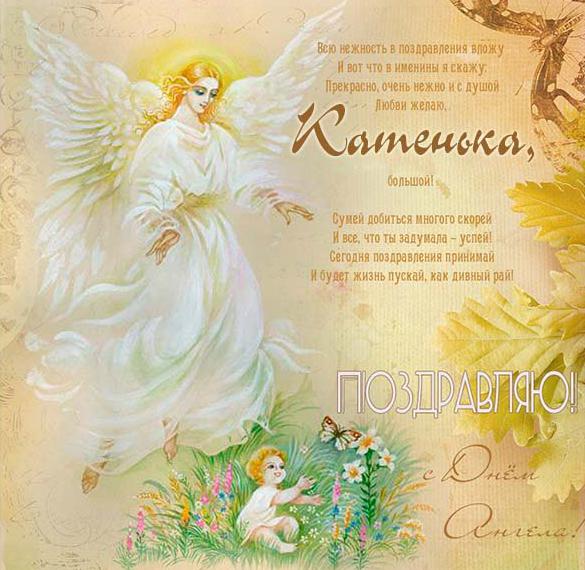 Всю нежность в поздравления вложу
И вот что в именины я скажу:
Прекрасно, очень нежно и с душой
Любви желаю,
Катенька,
большой!
Сумей добиться многого скорей
И все, что ты задумала – успей!
Сегодня поздравления принимай
И будет жизнь пускай, как дивный рай!
ПОЗДРАВЛЯЮ!
с Днём
Ангела.